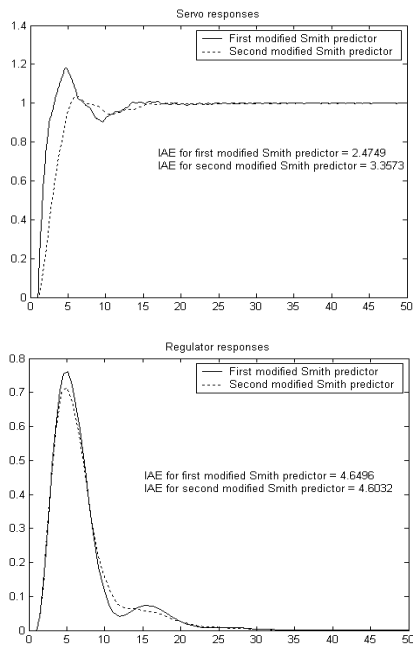 Servo responses
1.4
First modified Smith predictor
Second modified Smith predictor
1.2
1
0.8
IAE for first modified Smith predictor = 2.4749
IAE for second modified Smith predictor = 3.3573
0.6
0.4
0.2
0
0 5 10 15 20 25 30 35 40 45 50
Regulator responses
0.8
First modified Smith predictor
Second modified Smith predictor
0.7
0.6
0.5
IAE for first modified Smith predictor = 4.6496
IAE for second modified Smith predictor = 4.6032
0.4
0.3
0.2
0.1
0
0 5 10 15 20 25 30 35 40 45 50